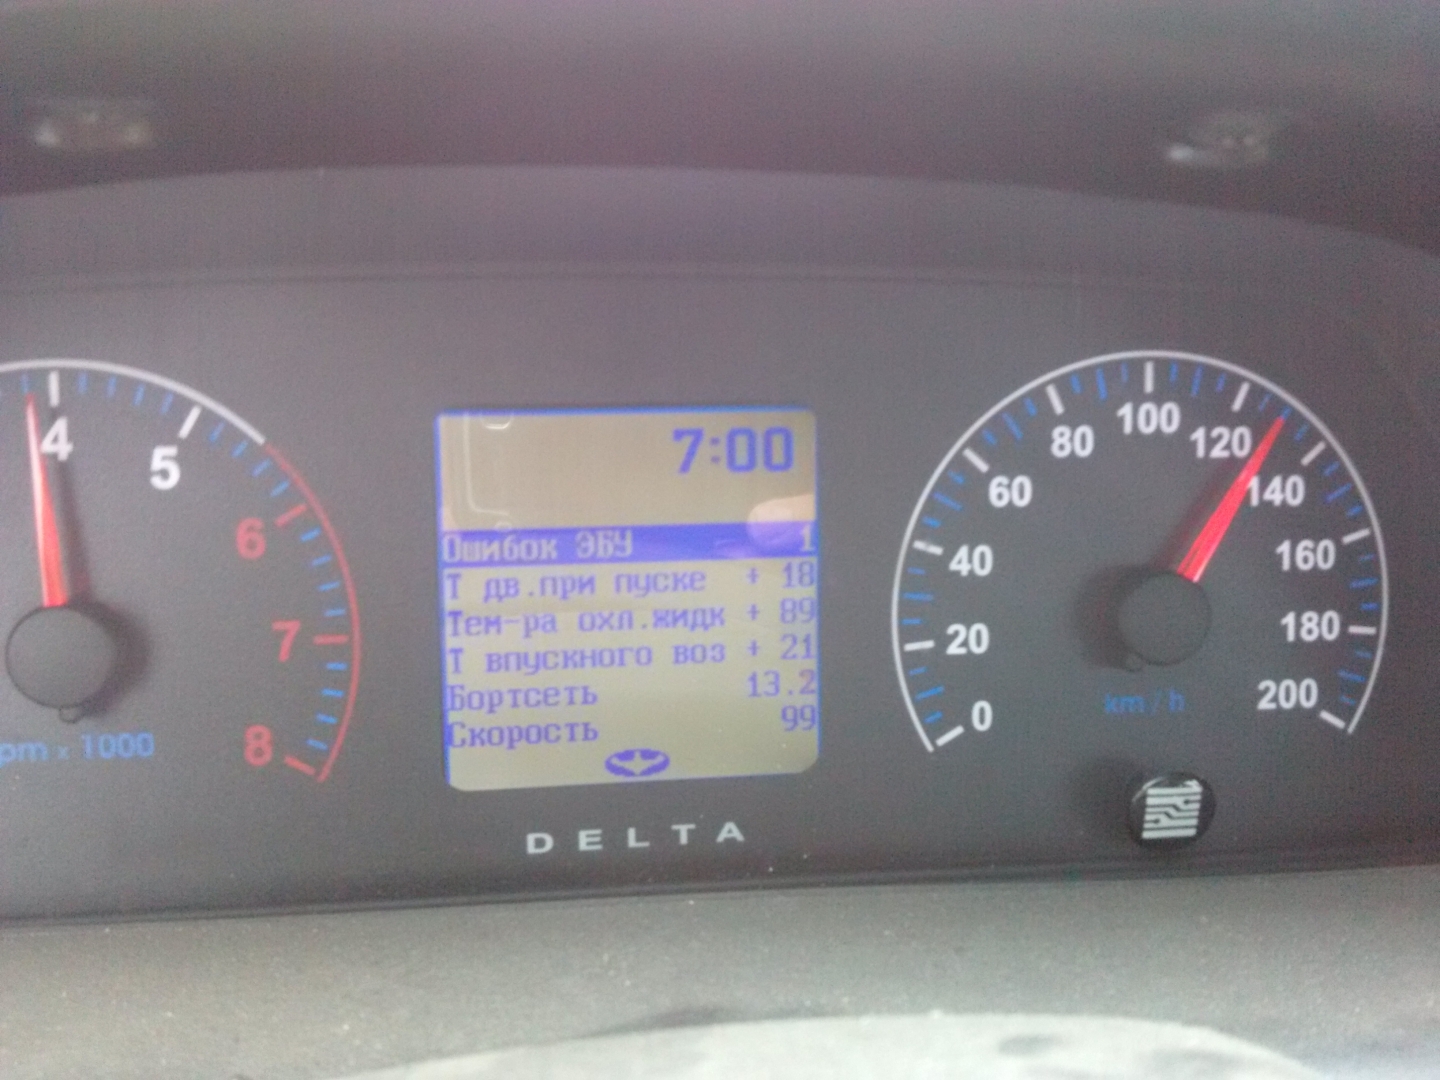 7:00
Ошибок ЭБУ 1
Т дв.при пуске + 18
Тем-ра охл.жидк + 89
Т впускного воз + 21
Бортсеть 13.2
Скорость 99
DELTA
4
5
6
7
8
pm x 1000
0
20
40
60
80
100
120
140
160
180
200
km/h